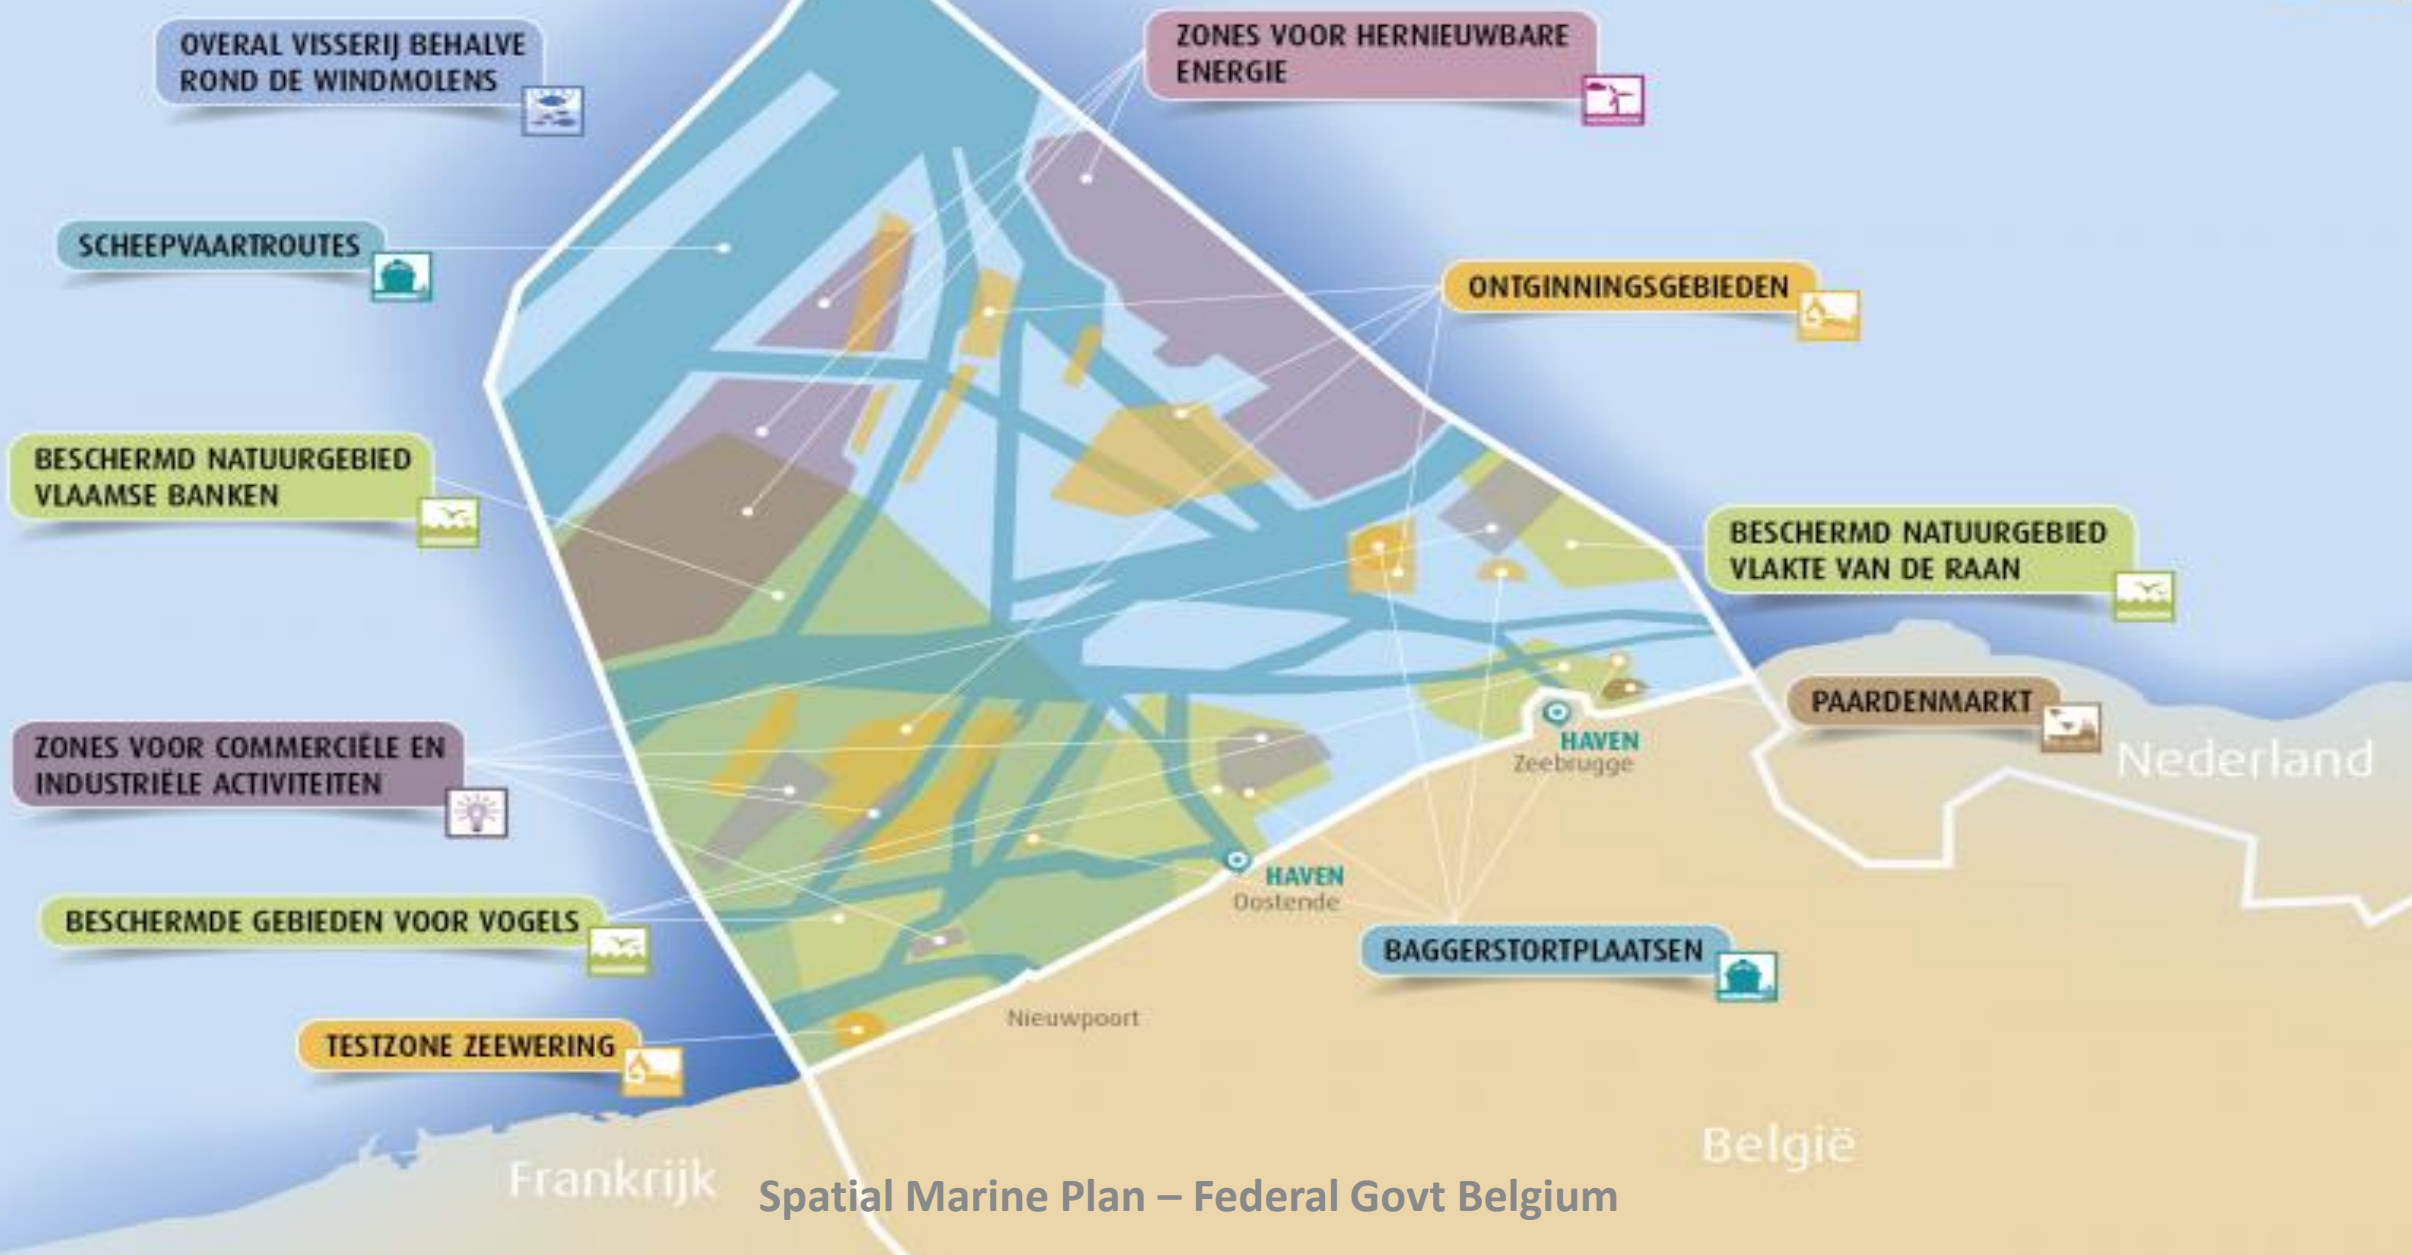 OVERAL VISSERIJ BEHALVE
ROND DE WINDMOLENS
ZONES VOOR HERNIEUWBARE
ENERGIE
SCHEEPVAARTROUTES
ONTGINNINGSGEBIEDEN
BESCHERMD NATUURGEBIED
VLAAMSE BANKEN
BESCHERMD NATUURGEBIED
VLAKTE VAN DE RAAN
PAARDENMARKT
ZONES VOOR COMMERCIËLE EN
INDUSTRIËLE ACTIVITEITEN
HAVEN
Zeebrugge
Nederland
HAVEN
Oostende
BESCHERMDE GEBIEDEN VOOR VOGELS
BAGGERSTORTPLAATSEN
Nieuwpoort
TESTZONE ZEEWERING
België
Frankrijk
Spatial Marine Plan – Federal Govt Belgium